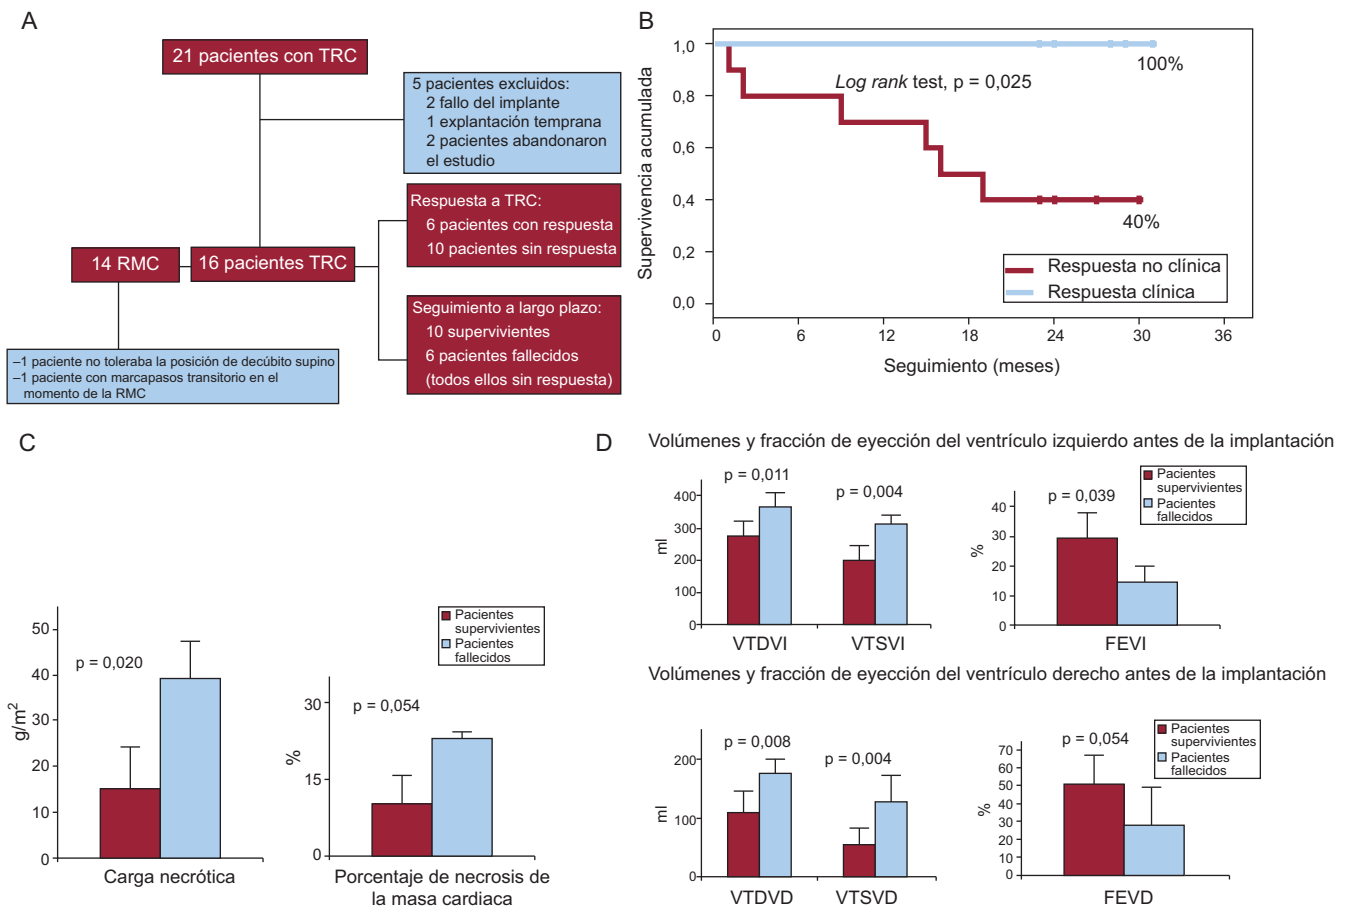 A
21 pacientes con TRC
5 pacientes excluidos:
2 fallo del implante
1 explantación temprana
2 pacientes abandonaron
el estudio
Respuesta a TRC:
6 pacientes con respuesta
10 pacientes sin respuesta
14 RMC
16 pacientes TRC
Seguimiento a largo plazo:
10 supervivientes
6 pacientes fallecidos
(todos ellos sin respuesta)
–1 paciente no toleraba la posición de decúbito supino
–1 paciente con marcapasos transitorio en el
momento de la RMC
B
Supervivencia acumulada
1,0
0,8
0,6
0,4
0,2
0,0
Log rank test, p = 0,025
100%
40%
Respuesta no clínica
Respuesta clínica
0 6 12 18 24 30 36
Seguimiento (meses)
C
Pacientes
supervivientes
Pacientes
fallecidos
g/m2
50
40
30
20
10
0
p = 0,020
Carga necrótica
%
30
15
0
p = 0,054
Porcentaje de necrosis de
la masa cardiaca
D
Volúmenes y fracción de eyección del ventrículo izquierdo antes de la implantación
ml
400
300
200
100
0
p = 0,011
p = 0,004
VTDVI
VTSVI
%
40
30
20
10
0
p = 0,039
FEVI
Pacientes
supervivientes
Pacientes
fallecidos
Volúmenes y fracción de eyección del ventrículo derecho antes de la implantación
ml
200
100
0
p = 0,008
p = 0,004
VTDVD
VTSVD
%
70
60
50
40
30
20
10
0
p = 0,054
FEVD
Pacientes
supervivientes
Pacientes
fallecidos